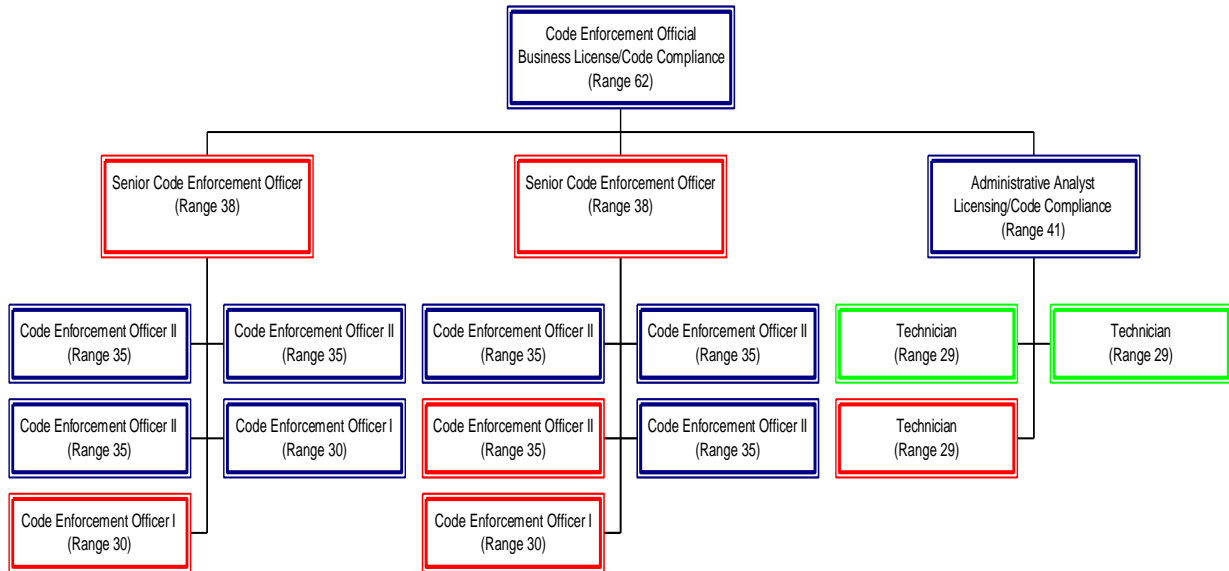 Code Enforcement Official
Business License/Code Compliance
(Range 62)
Senior Code Enforcement Officer
(Range 38)
Senior Code Enforcement Officer
(Range 38)
Administrative Analyst
Licensing/Code Compliance
(Range 41)
Code Enforcement Officer II
(Range 35)
Code Enforcement Officer II
(Range 35)
Code Enforcement Officer II
(Range 35)
Code Enforcement Officer II
(Range 35)
Technician
(Range 29)
Technician
(Range 29)
Code Enforcement Officer II
(Range 35)
Code Enforcement Officer I
(Range 30)
Code Enforcement Officer II
(Range 35)
Code Enforcement Officer II
(Range 35)
Technician
(Range 29)
Code Enforcement Officer I
(Range 30)
Code Enforcement Officer I
(Range 30)